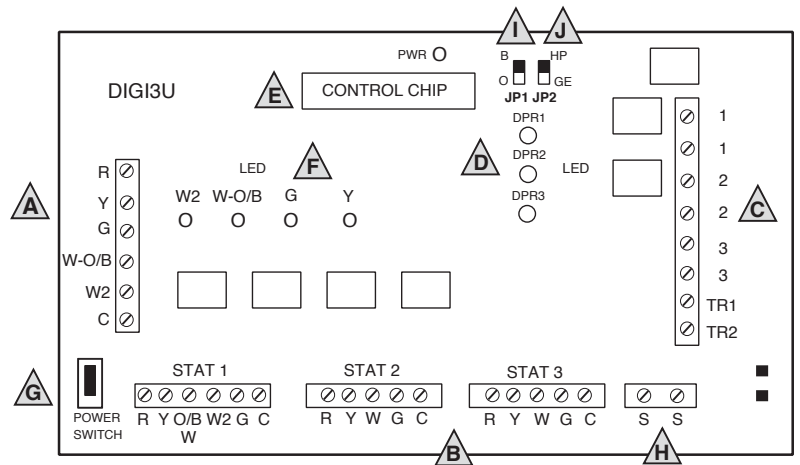 I J
PWR O
B HP
O GE
JP1 JP2
DIGI3U
E
CONTROL CHIP
DPR1
D
DPR2
DPR3
LED
F
LED
W2 W-O/B G Y
A
R
Y
G
W-O/B
W2
C
1
1
2
2
3
3
TR1
TR2
C
G
POWER
SWITCH
STAT 1
R Y O/B W2 G C
W
STAT 2
R Y W G C
STAT 3
R Y W G C
B
S S
H